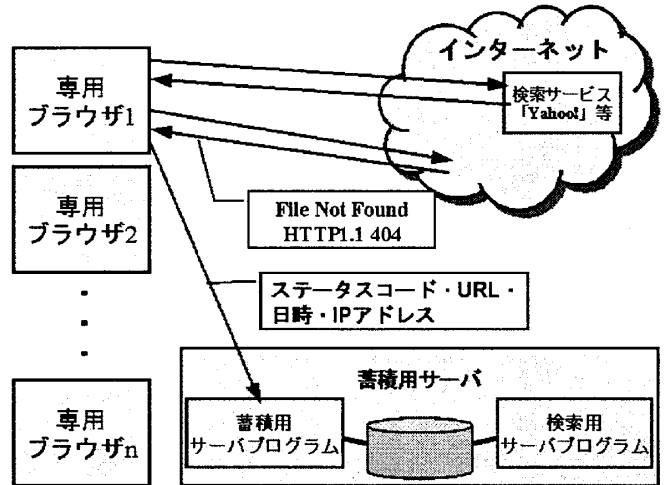 インターネット
専用
ブラウザ1
検索サービス
「Yahoo!」等
File Not Found
HTTP1.1 404
専用
ブラウザ2
ステータスコード・URL・
日時・IPアドレス
蓄積用サーバ
専用
ブラウザn
蓄積用
サーバプログラム
検索用
サーバプログラム